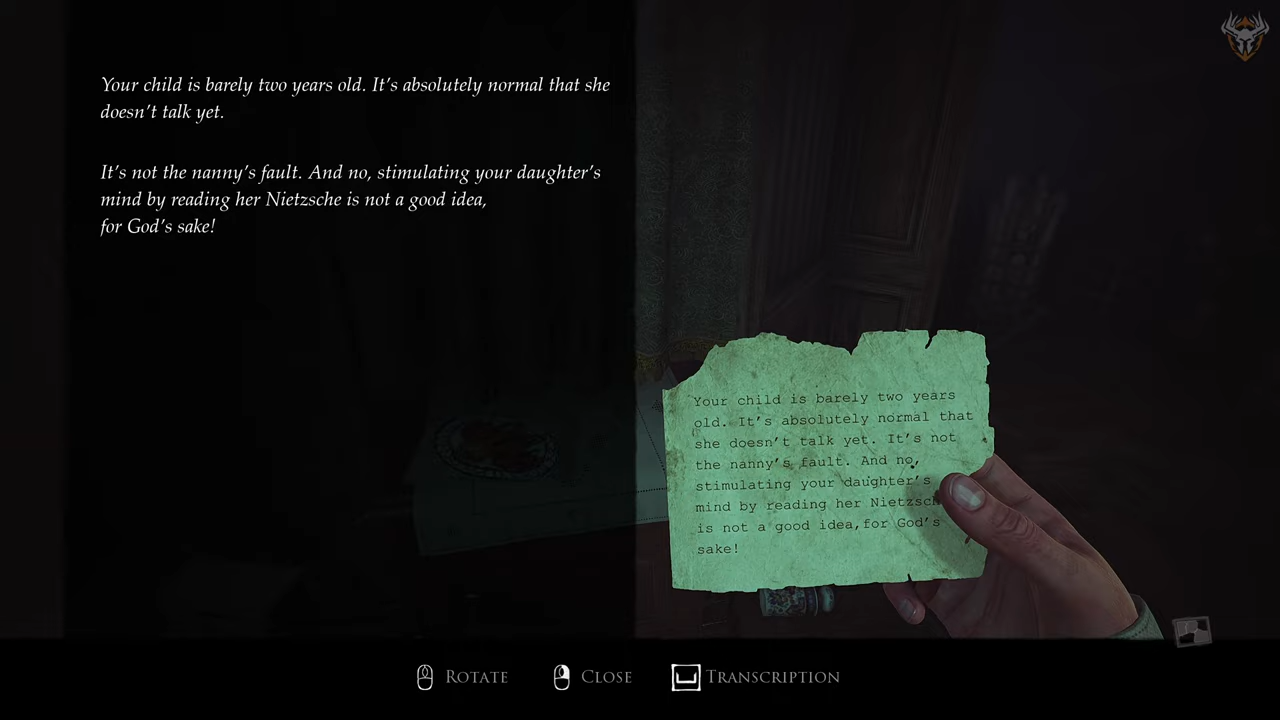 Your child is barely two years old. It's absolutely normal that she
doesn't talk yet.
It's not the nanny's fault. And no, stimulating your daughter's
mind by reading her Nietzsche is not a good idea,
for God's sake!
Your child is barely two years
old. It's absolutely normal that
she doesn't talk yet. It's not
the nanny's fault. And no,
stimulating your daughter's
mind by reading her Nietzsch
is not a good idea,for God's
sake!
ROTATE
CLOSE
TRANSCRIPTION